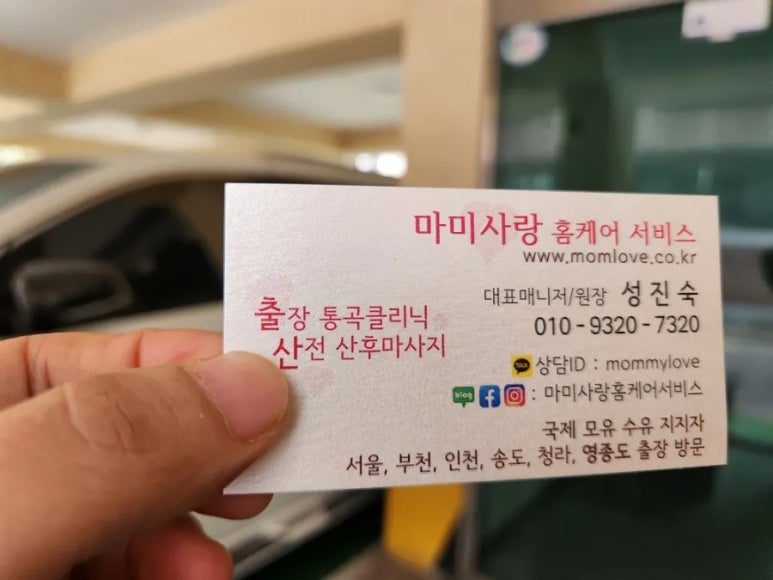 마미사랑 홈케어 서비스
www.momlove.co.kr
대표매니저/원장 성진숙
010 - 9320 - 7320
출장 통곡클리닉
산전 산후마사지
TALK 상담ID : mommylove
blog : 마미사랑홈케어서비스
국제 모유 수유 지지자
서울, 부천, 인천, 송도, 청라, 영종도 출장 방문